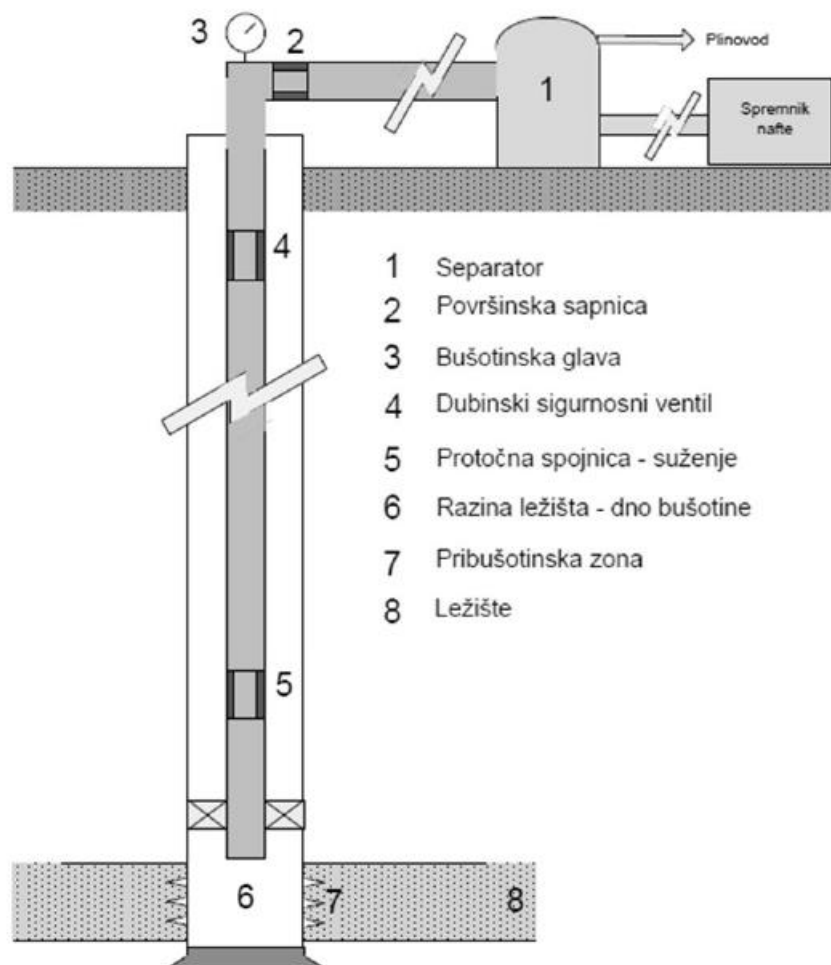 3
2
1
Plinovod
Spremnik
nafte
4
1 Separator
2 Površinska sapnica
3 Bušotinska glava
4 Dubinski sigurnosni ventil
5 Protočna spojnica - suženje
6 Razina ležišta - dno bušotine
7 Pribušotinska zona
8 Ležište
5
6
7
8